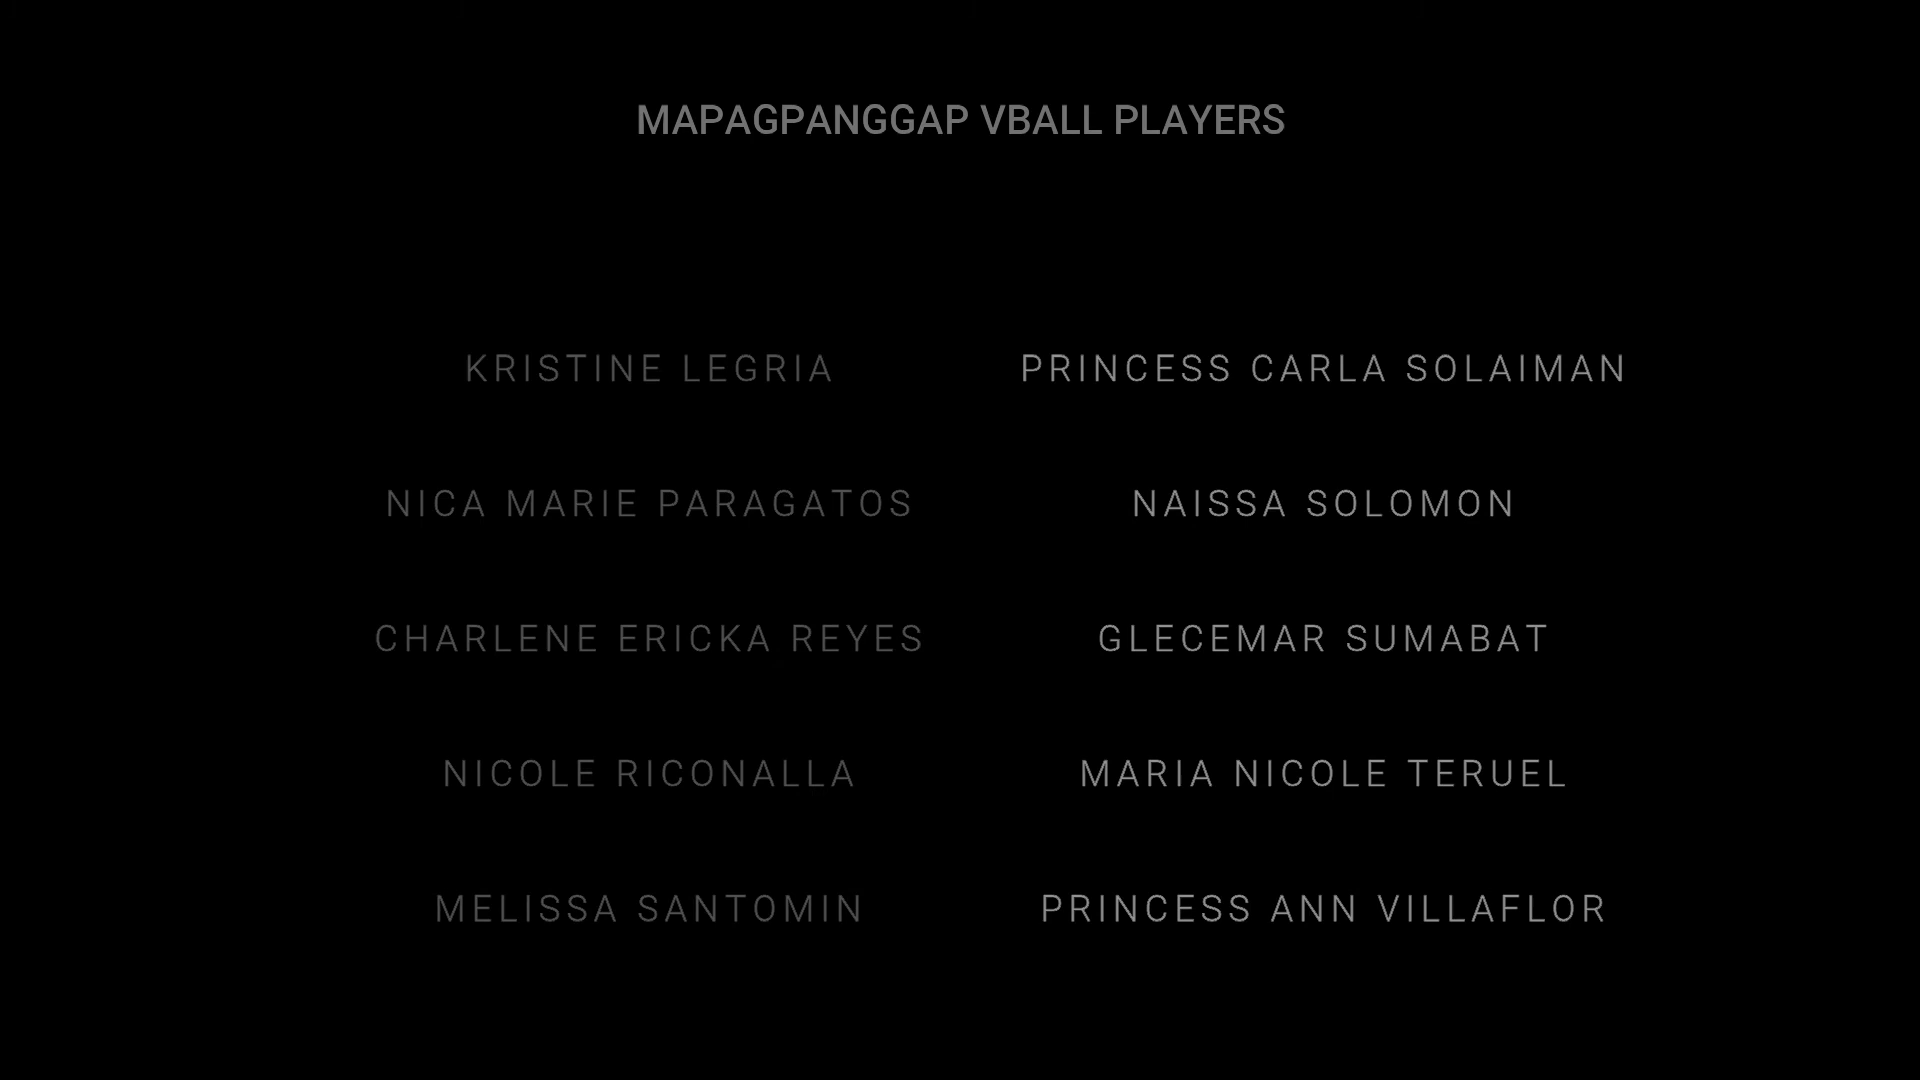 MAPAGPANGGAP VBALL PLAYERS
KRISTINE LEGRIA
NICA MARIE PARAGATOS
CHARLENE ERICKA REYES
NICOLE RICONALLA
MELISSA SANTOMIN
PRINCESS CARLA SOLAIMAN
NAISSA SOLOMON
GLECEMAR SUMABAT
MARIA NICOLE TERUEL
PRINCESS ANN VILLAFLOR